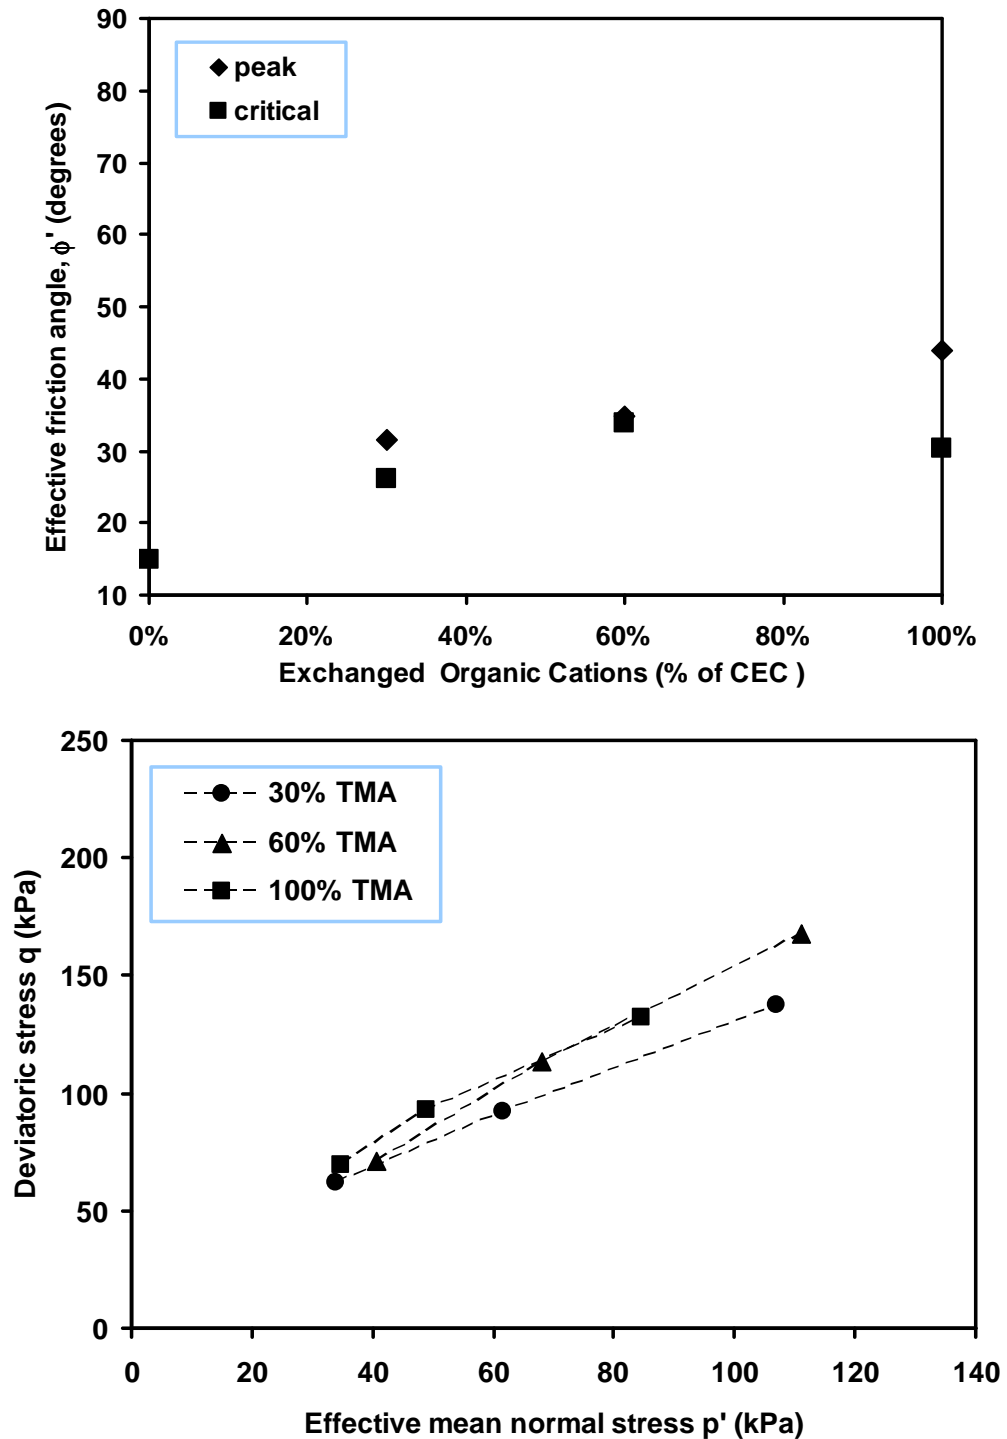 90
80
70
60
50
40
30
20
10
Effective friction angle, ϕ' (degrees)
peak
critical
0% 20% 40% 60% 80% 100%
Exchanged Organic Cations (% of CEC )
250
200
150
100
50
0
Deviatoric stress q (kPa)
30% TMA
60% TMA
100% TMA
0 20 40 60 80 100 120 140
Effective mean normal stress p' (kPa)